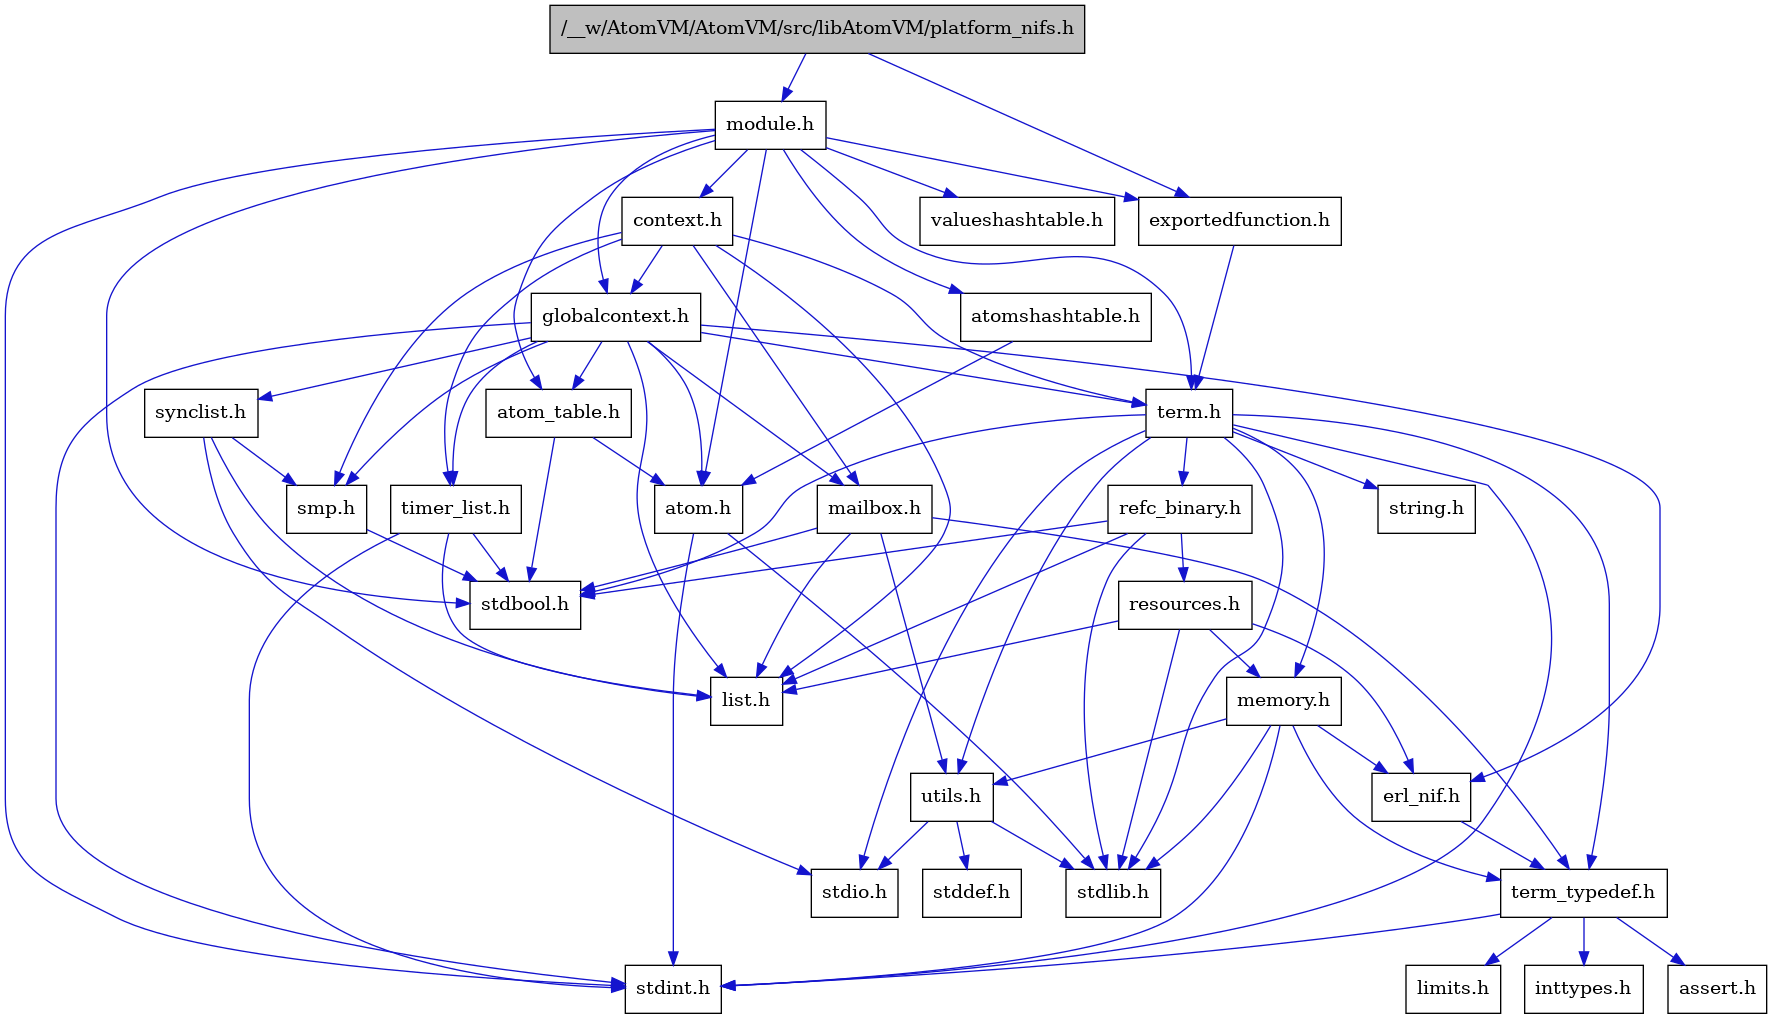 /__w/AtomVM/AtomVM/src/libAtomVM/platform_nifs.h
module.h
context.h
valueshashtable.h
exportedfunction.h
globalcontext.h
atomshashtable.h
synclist.h
atom_table.h
term.h
smp.h
timer_list.h
atom.h
mailbox.h
refc_binary.h
string.h
stdbool.h
resources.h
list.h
memory.h
utils.h
erl_nif.h
stdio.h
stddef.h
stdlib.h
term_typedef.h
stdint.h
limits.h
inttypes.h
assert.h